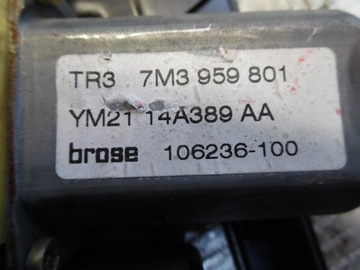 TR3 7M3 959 801
YM21 14A389 AA
brose 106236-100